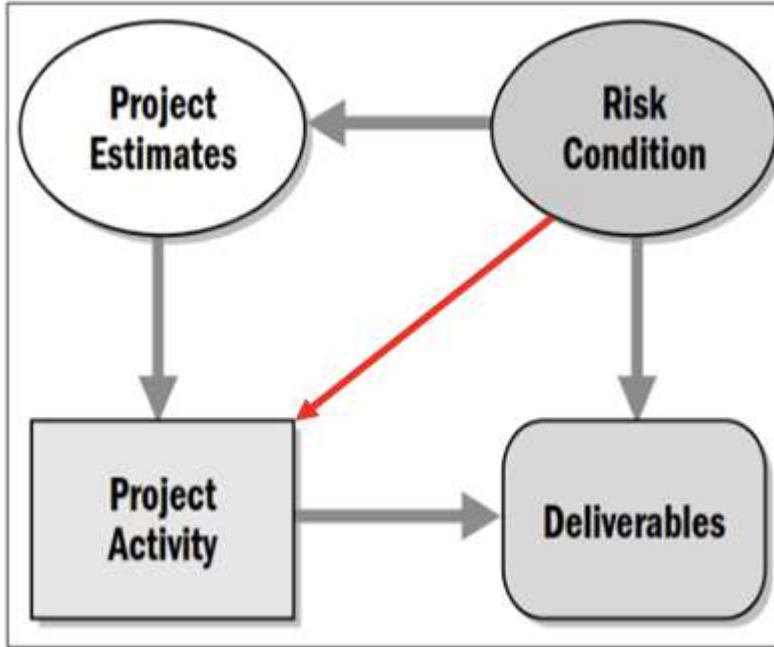 Project
Estimates
Risk
Condition
Project
Activity
Deliverables